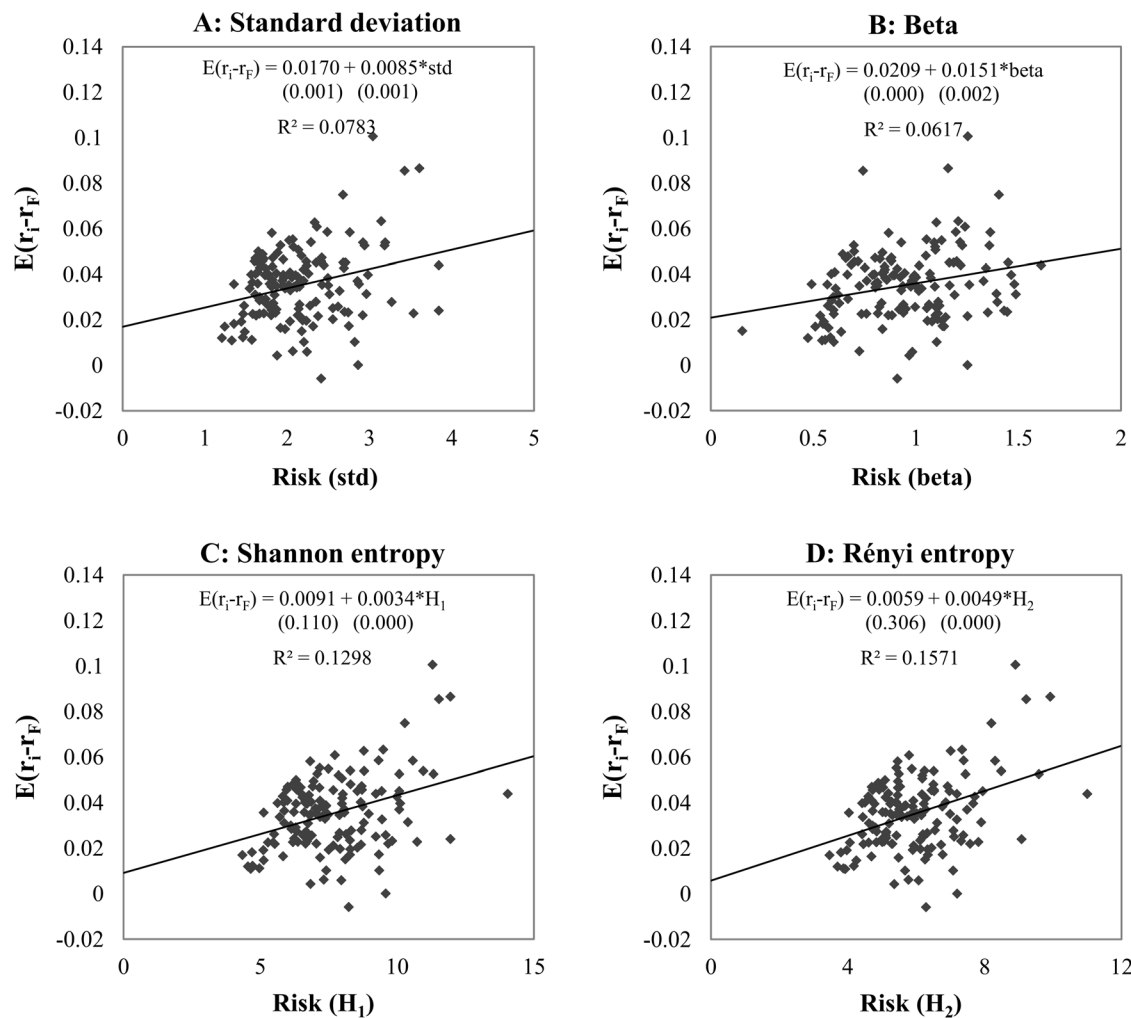 A: Standard deviation
E(rᵢ-r_F) = 0.0170 + 0.0085*std
(0.001) (0.001)
R² = 0.0783
E(rᵢ-r_F)
0.14
0.12
0.1
0.08
0.06
0.04
0.02
0
-0.02
0 1 2 3 4 5
Risk (std)
B: Beta
E(rᵢ-r_F) = 0.0209 + 0.0151*beta
(0.000) (0.002)
R² = 0.0617
E(rᵢ-r_F)
0.14
0.12
0.1
0.08
0.06
0.04
0.02
0
-0.02
0 0.5 1 1.5 2
Risk (beta)
C: Shannon entropy
E(rᵢ-r_F) = 0.0091 + 0.0034*H₁
(0.110) (0.000)
R² = 0.1298
E(rᵢ-r_F)
0.14
0.12
0.1
0.08
0.06
0.04
0.02
0
-0.02
0 5 10 15
Risk (H₁)
D: Rényi entropy
E(rᵢ-r_F) = 0.0059 + 0.0049*H₂
(0.306) (0.000)
R² = 0.1571
E(rᵢ-r_F)
0.14
0.12
0.1
0.08
0.06
0.04
0.02
0
-0.02
0 4 8 12
Risk (H₂)